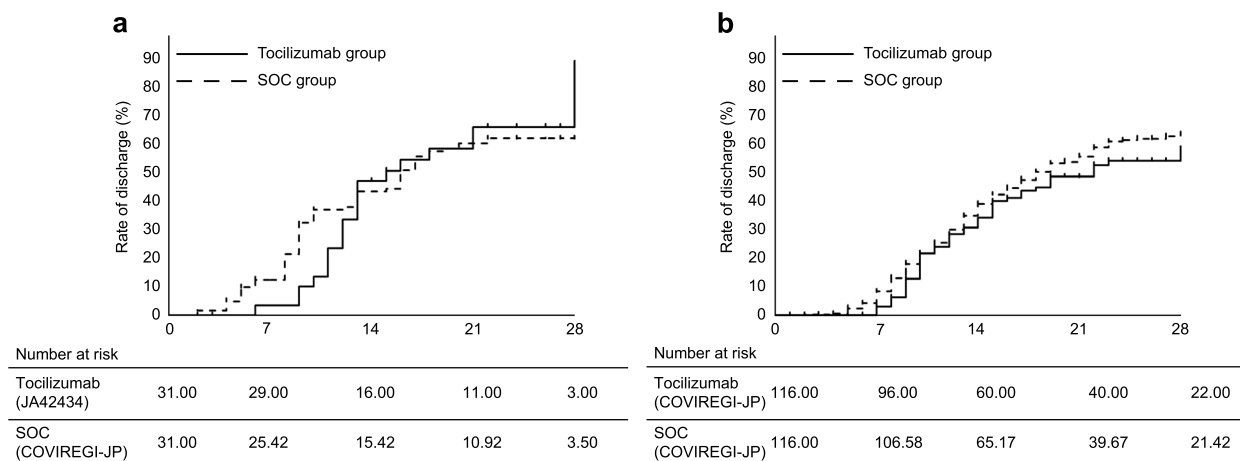 a
Tocilizumab group
SOC group
Rate of discharge (%)
90
80
70
60
50
40
30
20
10
0
0 7 14 21 28
Number at risk
Tocilizumab
(JA42434) 31.00 29.00 16.00 11.00 3.00
SOC
(COVIREGI-JP) 31.00 25.42 15.42 10.92 3.50
b
Tocilizumab group
SOC group
Rate of discharge (%)
90
80
70
60
50
40
30
20
10
0
0 7 14 21 28
Number at risk
Tocilizumab
(COVIREGI-JP) 116.00 96.00 60.00 40.00 22.00
SOC
(COVIREGI-JP) 116.00 106.58 65.17 39.67 21.42